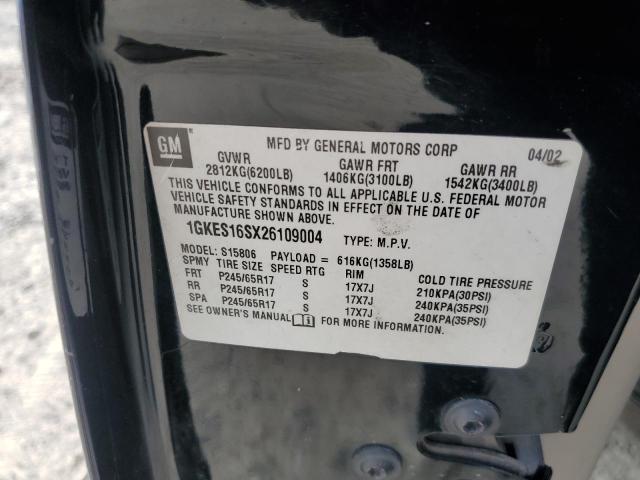 GM
MFD BY GENERAL MOTORS CORP 04/02
GVWR GAWR FRT GAWR RR
2812KG(6200LB) 1406KG(3100LB) 1542KG(3400LB)
THIS VEHICLE CONFORMS TO ALL APPLICABLE U.S. FEDERAL MOTOR
VEHICLE SAFETY STANDARDS IN EFFECT ON THE DATE OF
MANUFACTURE SHOWN ABOVE.
1GKES16SX26109004 TYPE: M.P.V.
MODEL: S15806 PAYLOAD = 616KG(1358LB)
SPMY TIRE SIZE SPEED RTG RIM COLD TIRE PRESSURE
FRT P245/65R17 S 17X7J 210KPA(30PSI)
RR P245/65R17 S 17X7J 240KPA(35PSI)
SPA P245/65R17 S 17X7J 240KPA(35PSI)
SEE OWNER'S MANUAL FOR MORE INFORMATION.